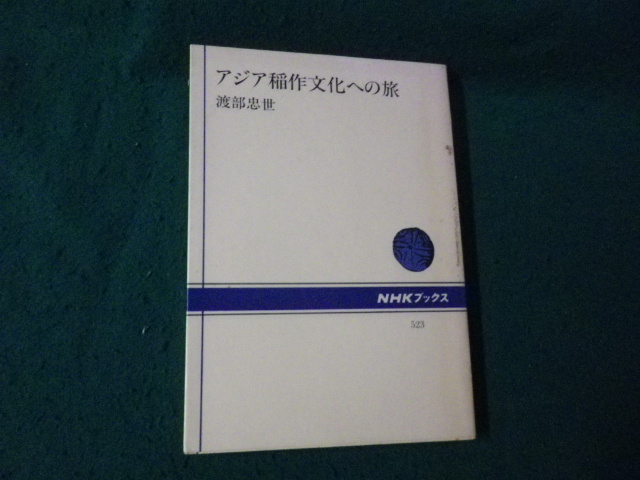 アジア稲作文化への旅
渡部忠世
NHKブックス
523